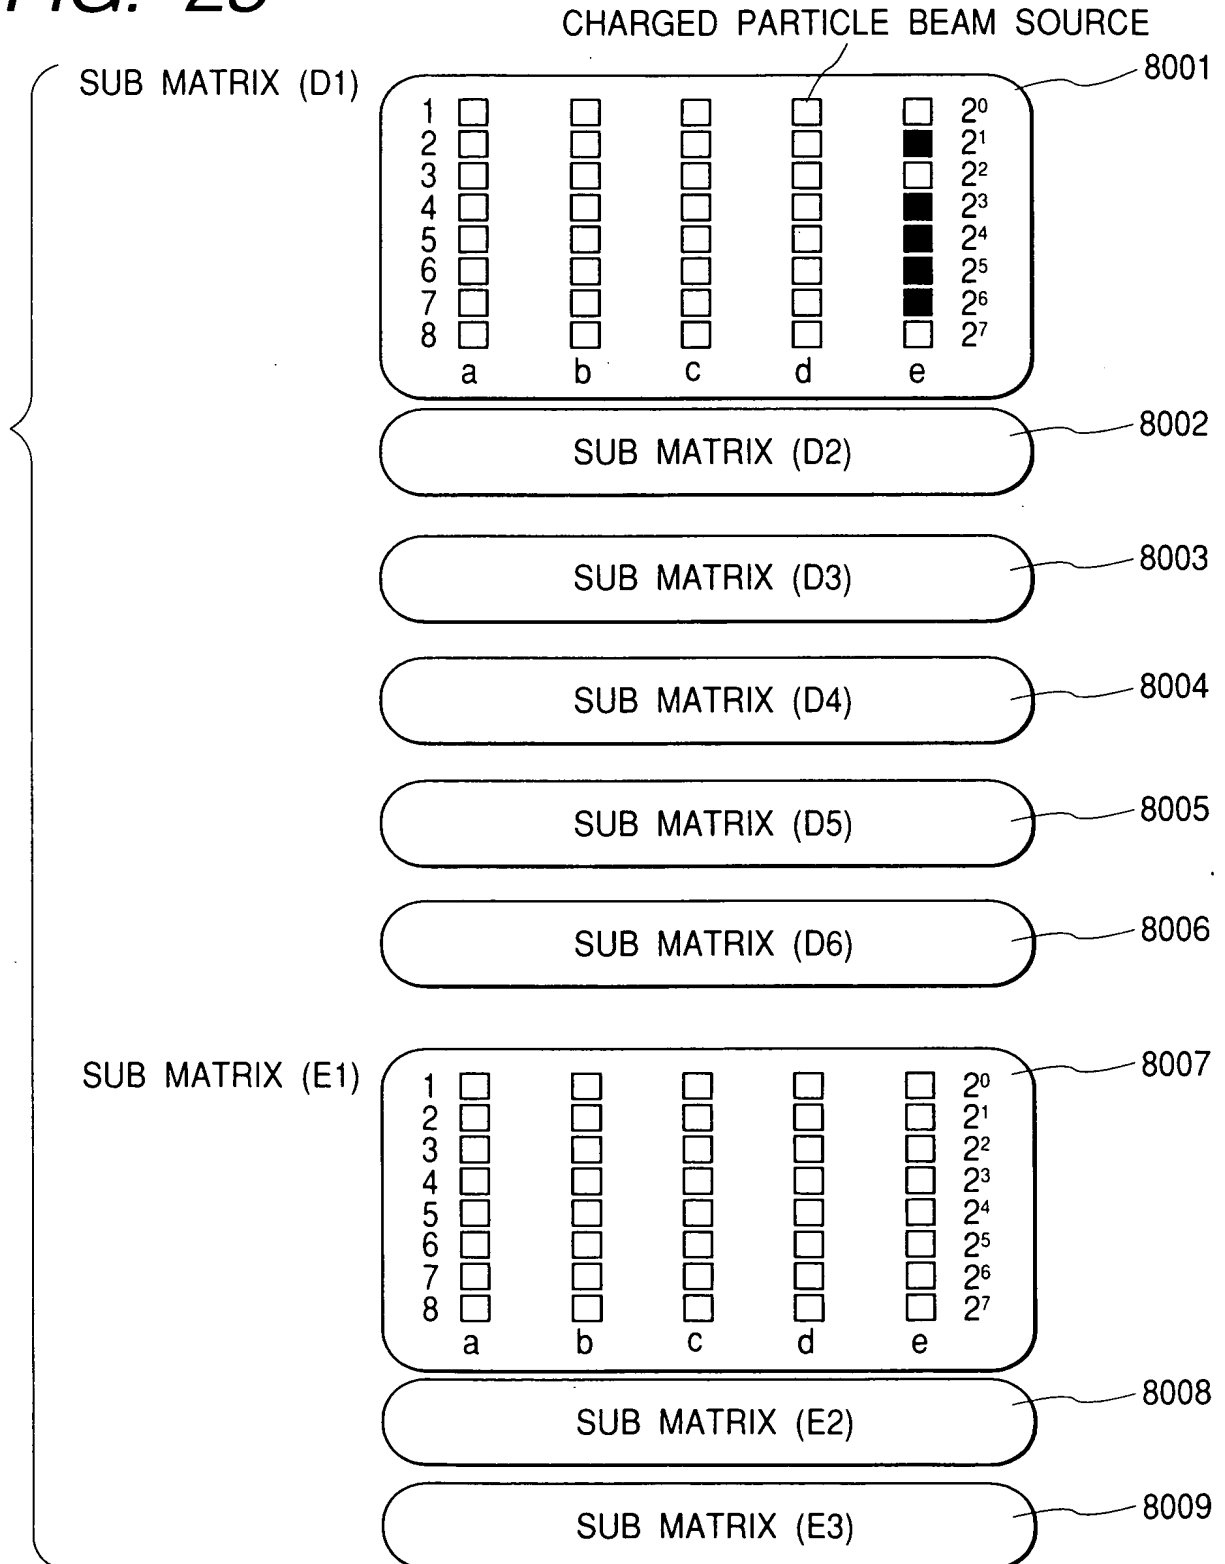 FIG. 23
CHARGED PARTICLE BEAM SOURCE
SUB MATRIX (D1)
8001
1 2⁰
2 2¹
3 2²
4 2³
5 2⁴
6 2⁵
7 2⁶
8 2⁷
a b c d e
SUB MATRIX (D2)
8002
SUB MATRIX (D3)
8003
SUB MATRIX (D4)
8004
SUB MATRIX (D5)
8005
SUB MATRIX (D6)
8006
SUB MATRIX (E1)
8007
1 2⁰
2 2¹
3 2²
4 2³
5 2⁴
6 2⁵
7 2⁶
8 2⁷
a b c d e
SUB MATRIX (E2)
8008
SUB MATRIX (E3)
8009